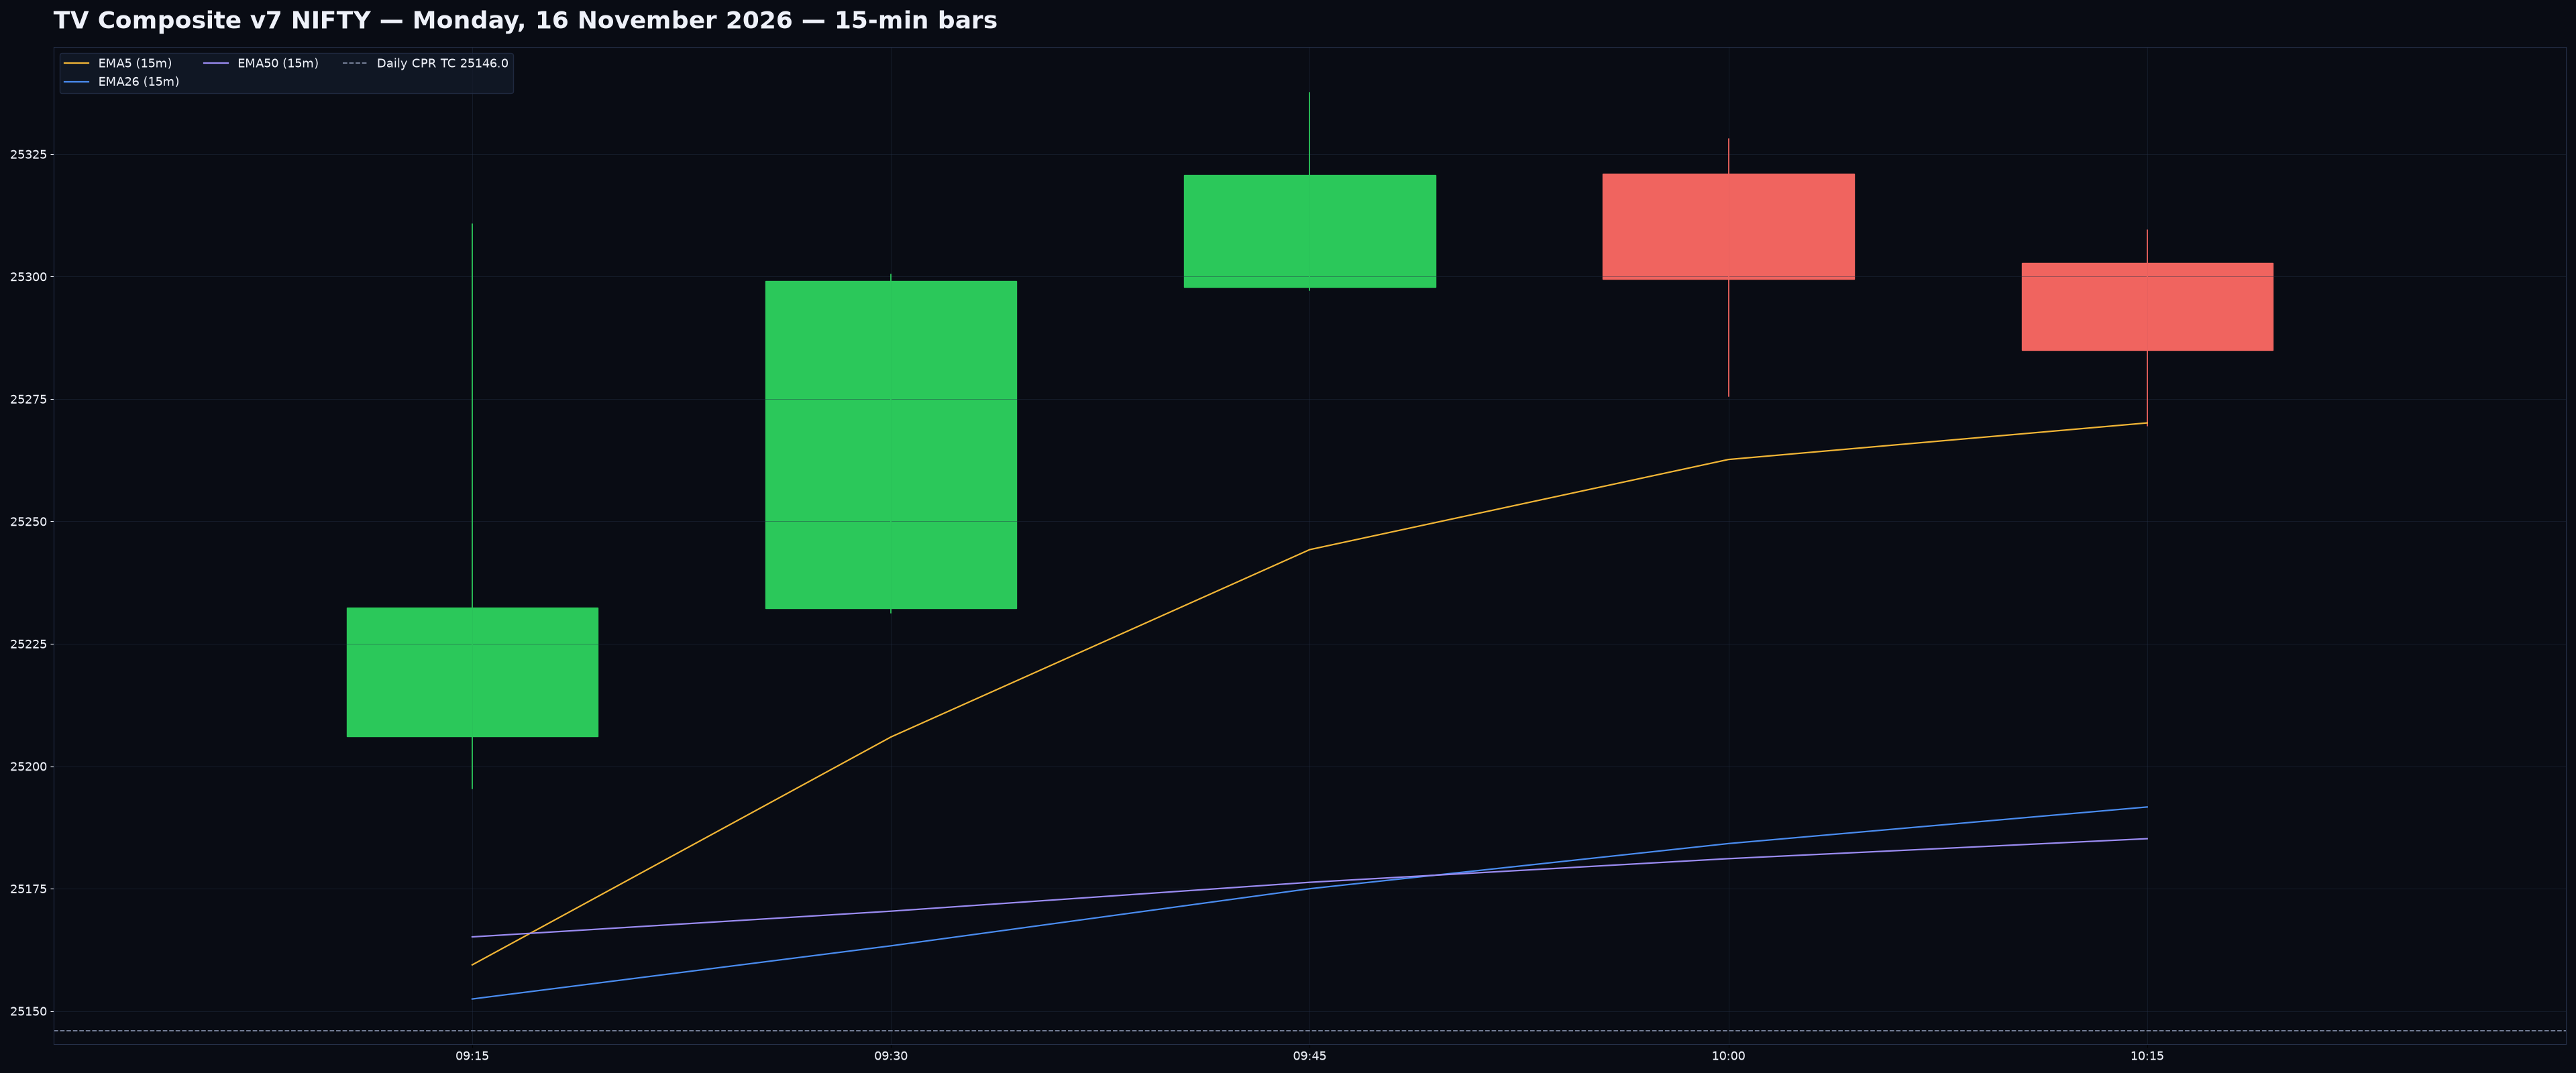 TV Composite v7 NIFTY — Monday, 16 November 2026 — 15-min bars
EMA5 (15m) EMA50 (15m) Daily CPR TC 25146.0
EMA26 (15m)
25325
25300
25275
25250
25225
25200
25175
25150
09:15 09:30 09:45 10:00 10:15